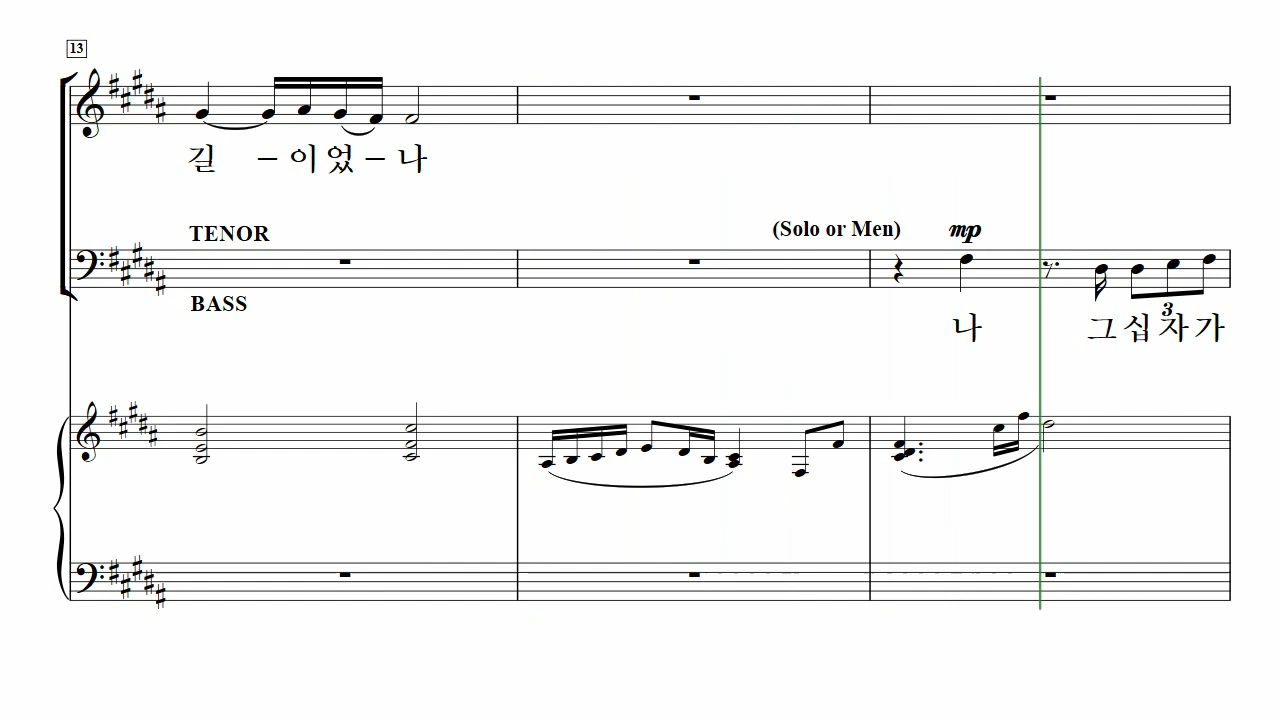 13
길 - 이었 - 나
TENOR
(Solo or Men) mp
BASS
3
나 그십자가